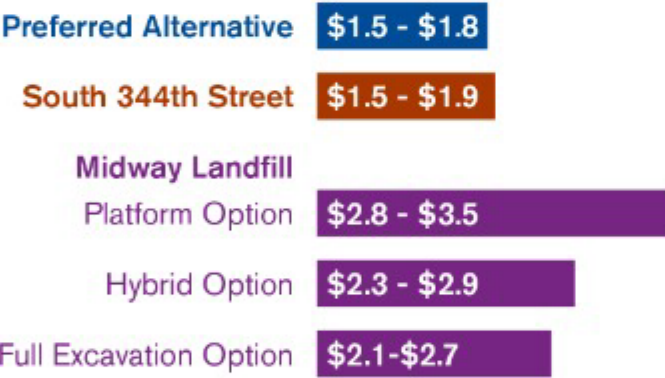 Preferred Alternative $1.5 - $1.8
South 344th Street $1.5 - $1.9
Midway Landfill
Platform Option $2.8 - $3.5
Hybrid Option $2.3 - $2.9
Full Excavation Option $2.1-$2.7